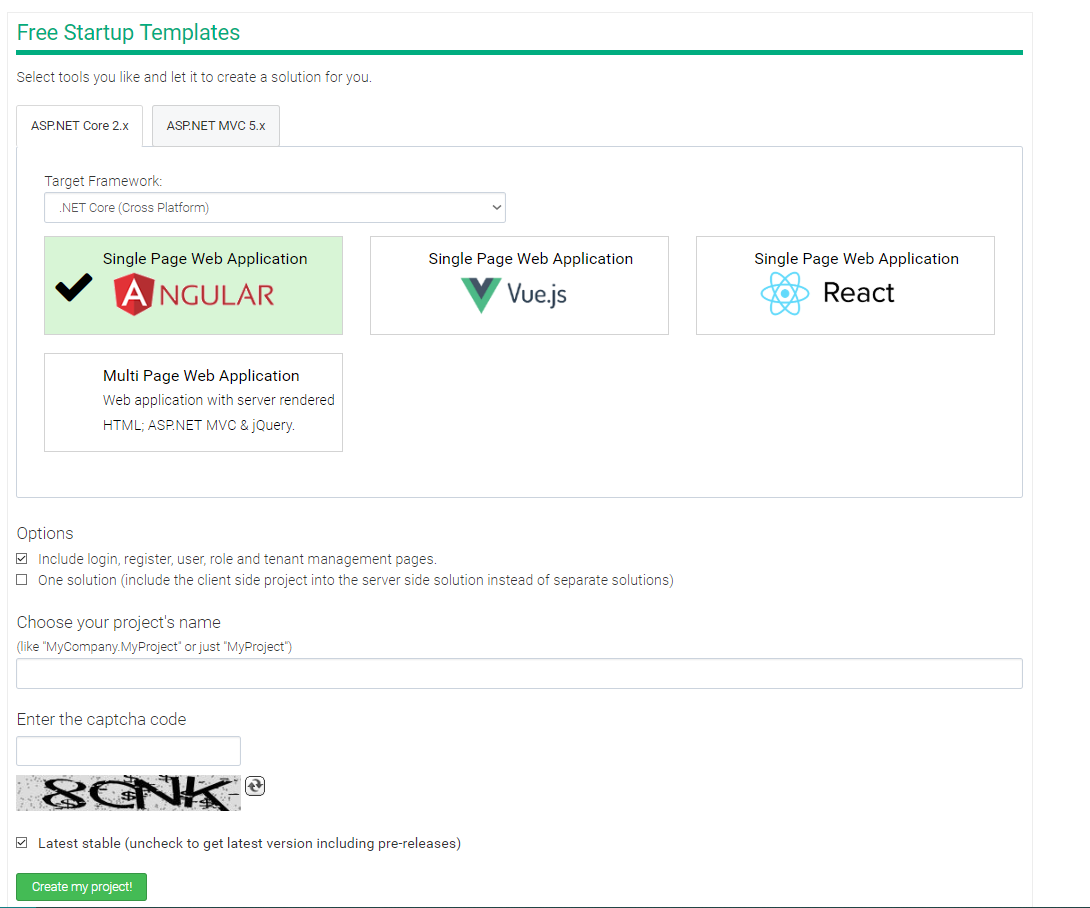 Free Startup Templates
Select tools you like and let it to create a solution for you.
ASP.NET Core 2.x
ASP.NET MVC 5.x
Target Framework:
.NET Core (Cross Platform)
Single Page Web Application
ANGULAR
Single Page Web Application
Vue.js
Single Page Web Application
React
Multi Page Web Application
Web application with server rendered
HTML; ASP.NET MVC & jQuery.
Options
Include login, register, user, role and tenant management pages.
One solution (include the client side project into the server side solution instead of separate solutions)
Choose your project's name
(like "MyCompany.MyProject" or just "MyProject")
Enter the captcha code
Latest stable (uncheck to get latest version including pre-releases)
Create my project!